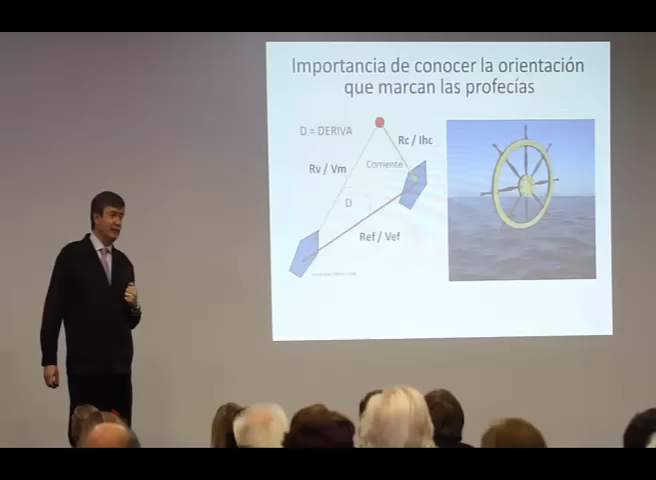 Importancia de conocer la orientación
que marcan las profecías
D = DERIVA
Rc / Ihc
Rv / Vm
Corriente
D
Ref / Vef